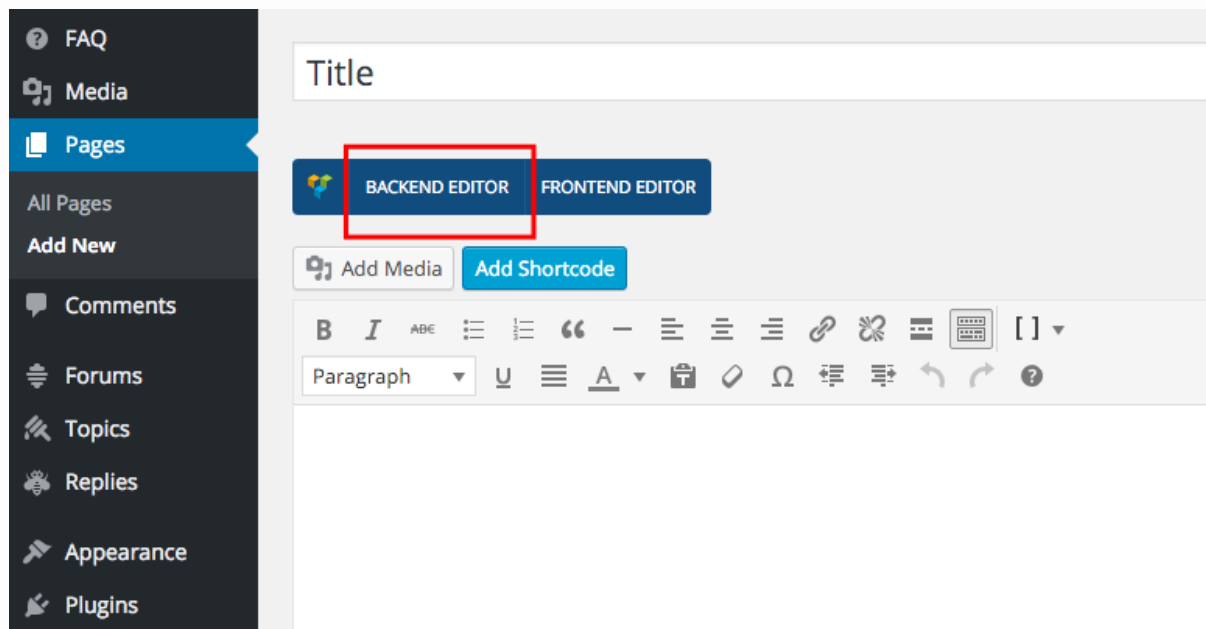 FAQ
Media
Pages
All Pages
Add New
Comments
Forums
Topics
Replies
Appearance
Plugins
Title
BACKEND EDITOR FRONTEND EDITOR
Add Media Add Shortcode
B I ABE “ [ ]
Paragraph U A T Ω ?